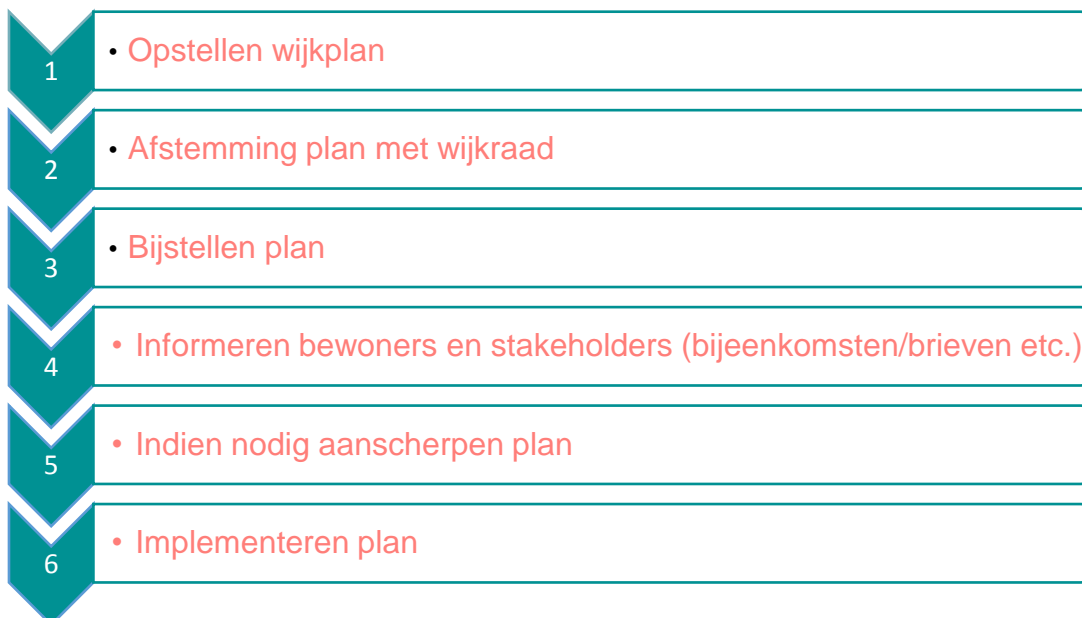 1
• Opstellen wijkplan
2
• Afstemming plan met wijkraad
3
• Bijstellen plan
4
• Informeren bewoners en stakeholders (bijeenkomsten/brieven etc.)
5
• Indien nodig aanscherpen plan
6
• Implementeren plan